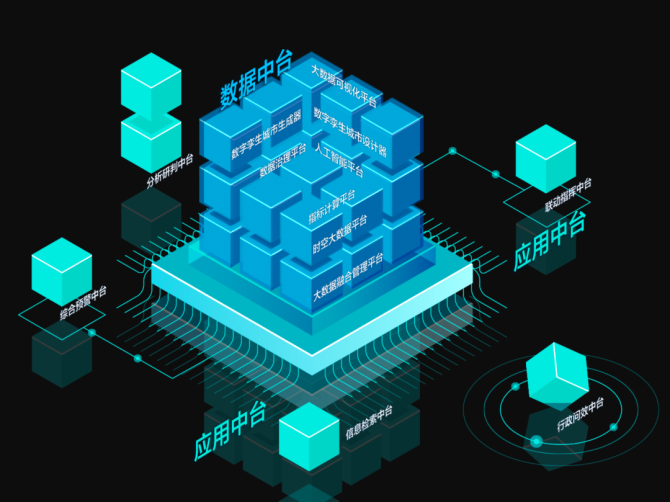 数据中台
大数据可视化平台
数字孪生城市生成器
数字孪生城市设计器
数据治理平台
人工智能平台
指标计算平台
时空大数据平台
大数据融合管理平台
分析研判中台
联动指挥中台
应用中台
综合预警中台
应用中台
信息检索中台
行政问效中台